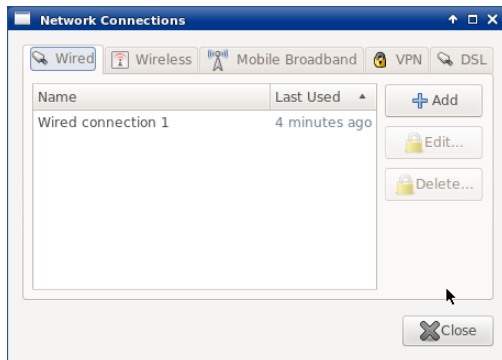 Network Connections
Wired Wireless Mobile Broadband VPN DSL
Name Last Used
Wired connection 1 4 minutes ago
Add
Edit...
Delete...
Close